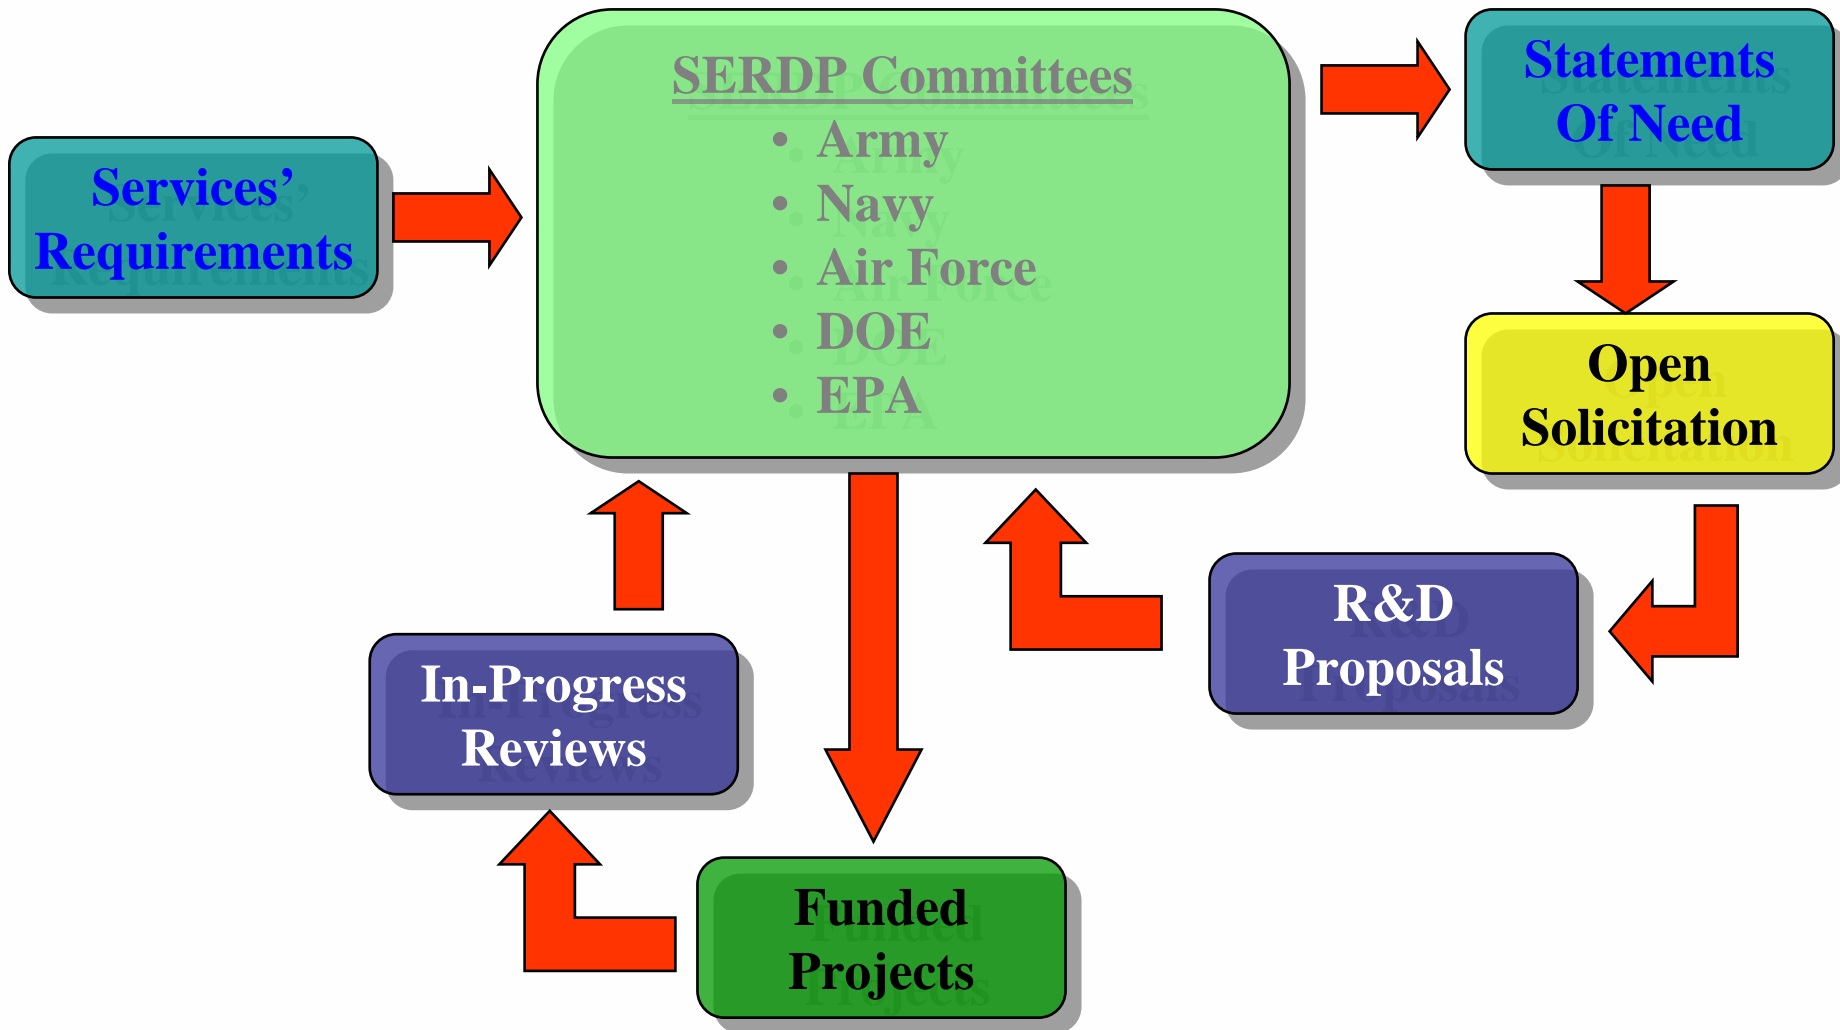 Services’
Requirements
SERDP Committees
• Army
• Navy
• Air Force
• DOE
• EPA
Statements
Of Need
Open
Solicitation
R&D
Proposals
In-Progress
Reviews
Funded
Projects